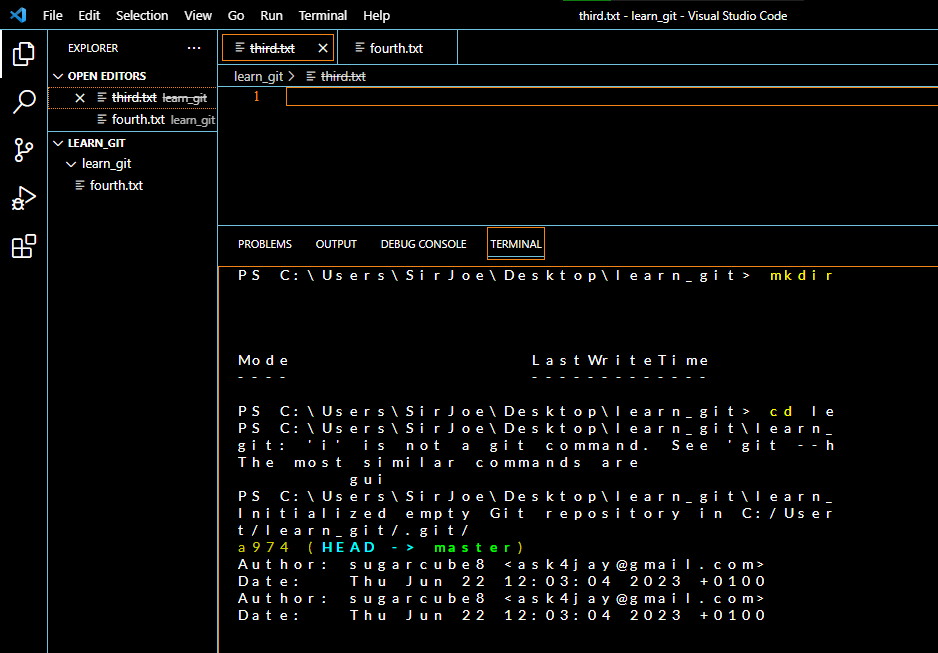 File Edit Selection View Go Run Terminal Help
third.txt - learn_git - Visual Studio Code
EXPLORER
OPEN EDITORS
third.txt learn_git
fourth.txt learn_git
LEARN_GIT
learn_git
fourth.txt
third.txt
fourth.txt
learn_git > third.txt
1
PROBLEMS OUTPUT DEBUG CONSOLE TERMINAL
PS C:\Users\SirJoe\Desktop\learn_git> mkdir
Mode LastWriteTime
---- -------------
PS C:\Users\SirJoe\Desktop\learn_git> cd le
PS C:\Users\SirJoe\Desktop\learn_git\learn_
git: 'i' is not a git command. See 'git --h
The most similar commands are
gui
PS C:\Users\SirJoe\Desktop\learn_git\learn_
Initialized empty Git repository in C:/User
t/learn_git/.git/
a974 (HEAD -> master)
Author: sugarcube8 <ask4jay@gmail.com>
Date: Thu Jun 22 12:03:04 2023 +0100
Author: sugarcube8 <ask4jay@gmail.com>
Date: Thu Jun 22 12:03:04 2023 +0100